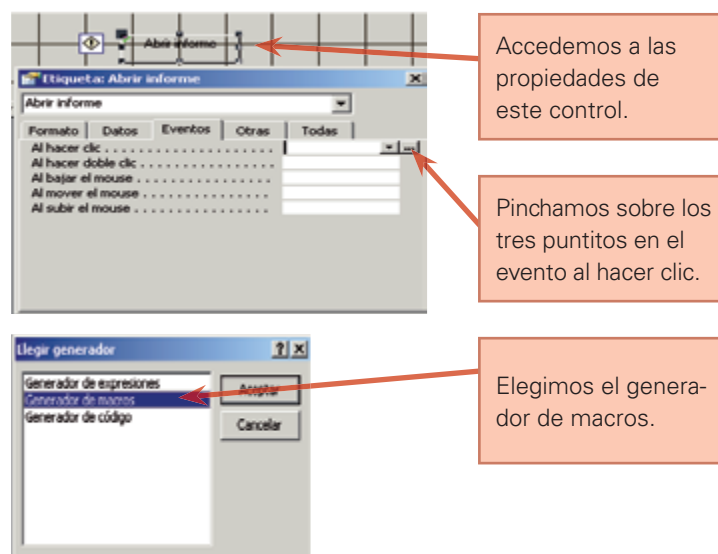 Abrir informe
Accedemos a las
propiedades de
este control.
Etiqueta: Abrir informe
Abrir informe
Formato Datos Eventos Otras Todas
Al hacer clic . . . . . . . . . . . . . . . . . . . .
Al hacer doble clic . . . . . . . . . . . . . . . .
Al bajar el mouse . . . . . . . . . . . . . . . .
Al mover el mouse . . . . . . . . . . . . . . .
Al subir el mouse . . . . . . . . . . . . . . . .
Pinchamos sobre los
tres puntitos en el
evento al hacer clic.
Elegir generador
Generador de expresiones
Generador de macros
Generador de código
Aceptar
Cancelar
Elegimos el genera-
dor de macros.